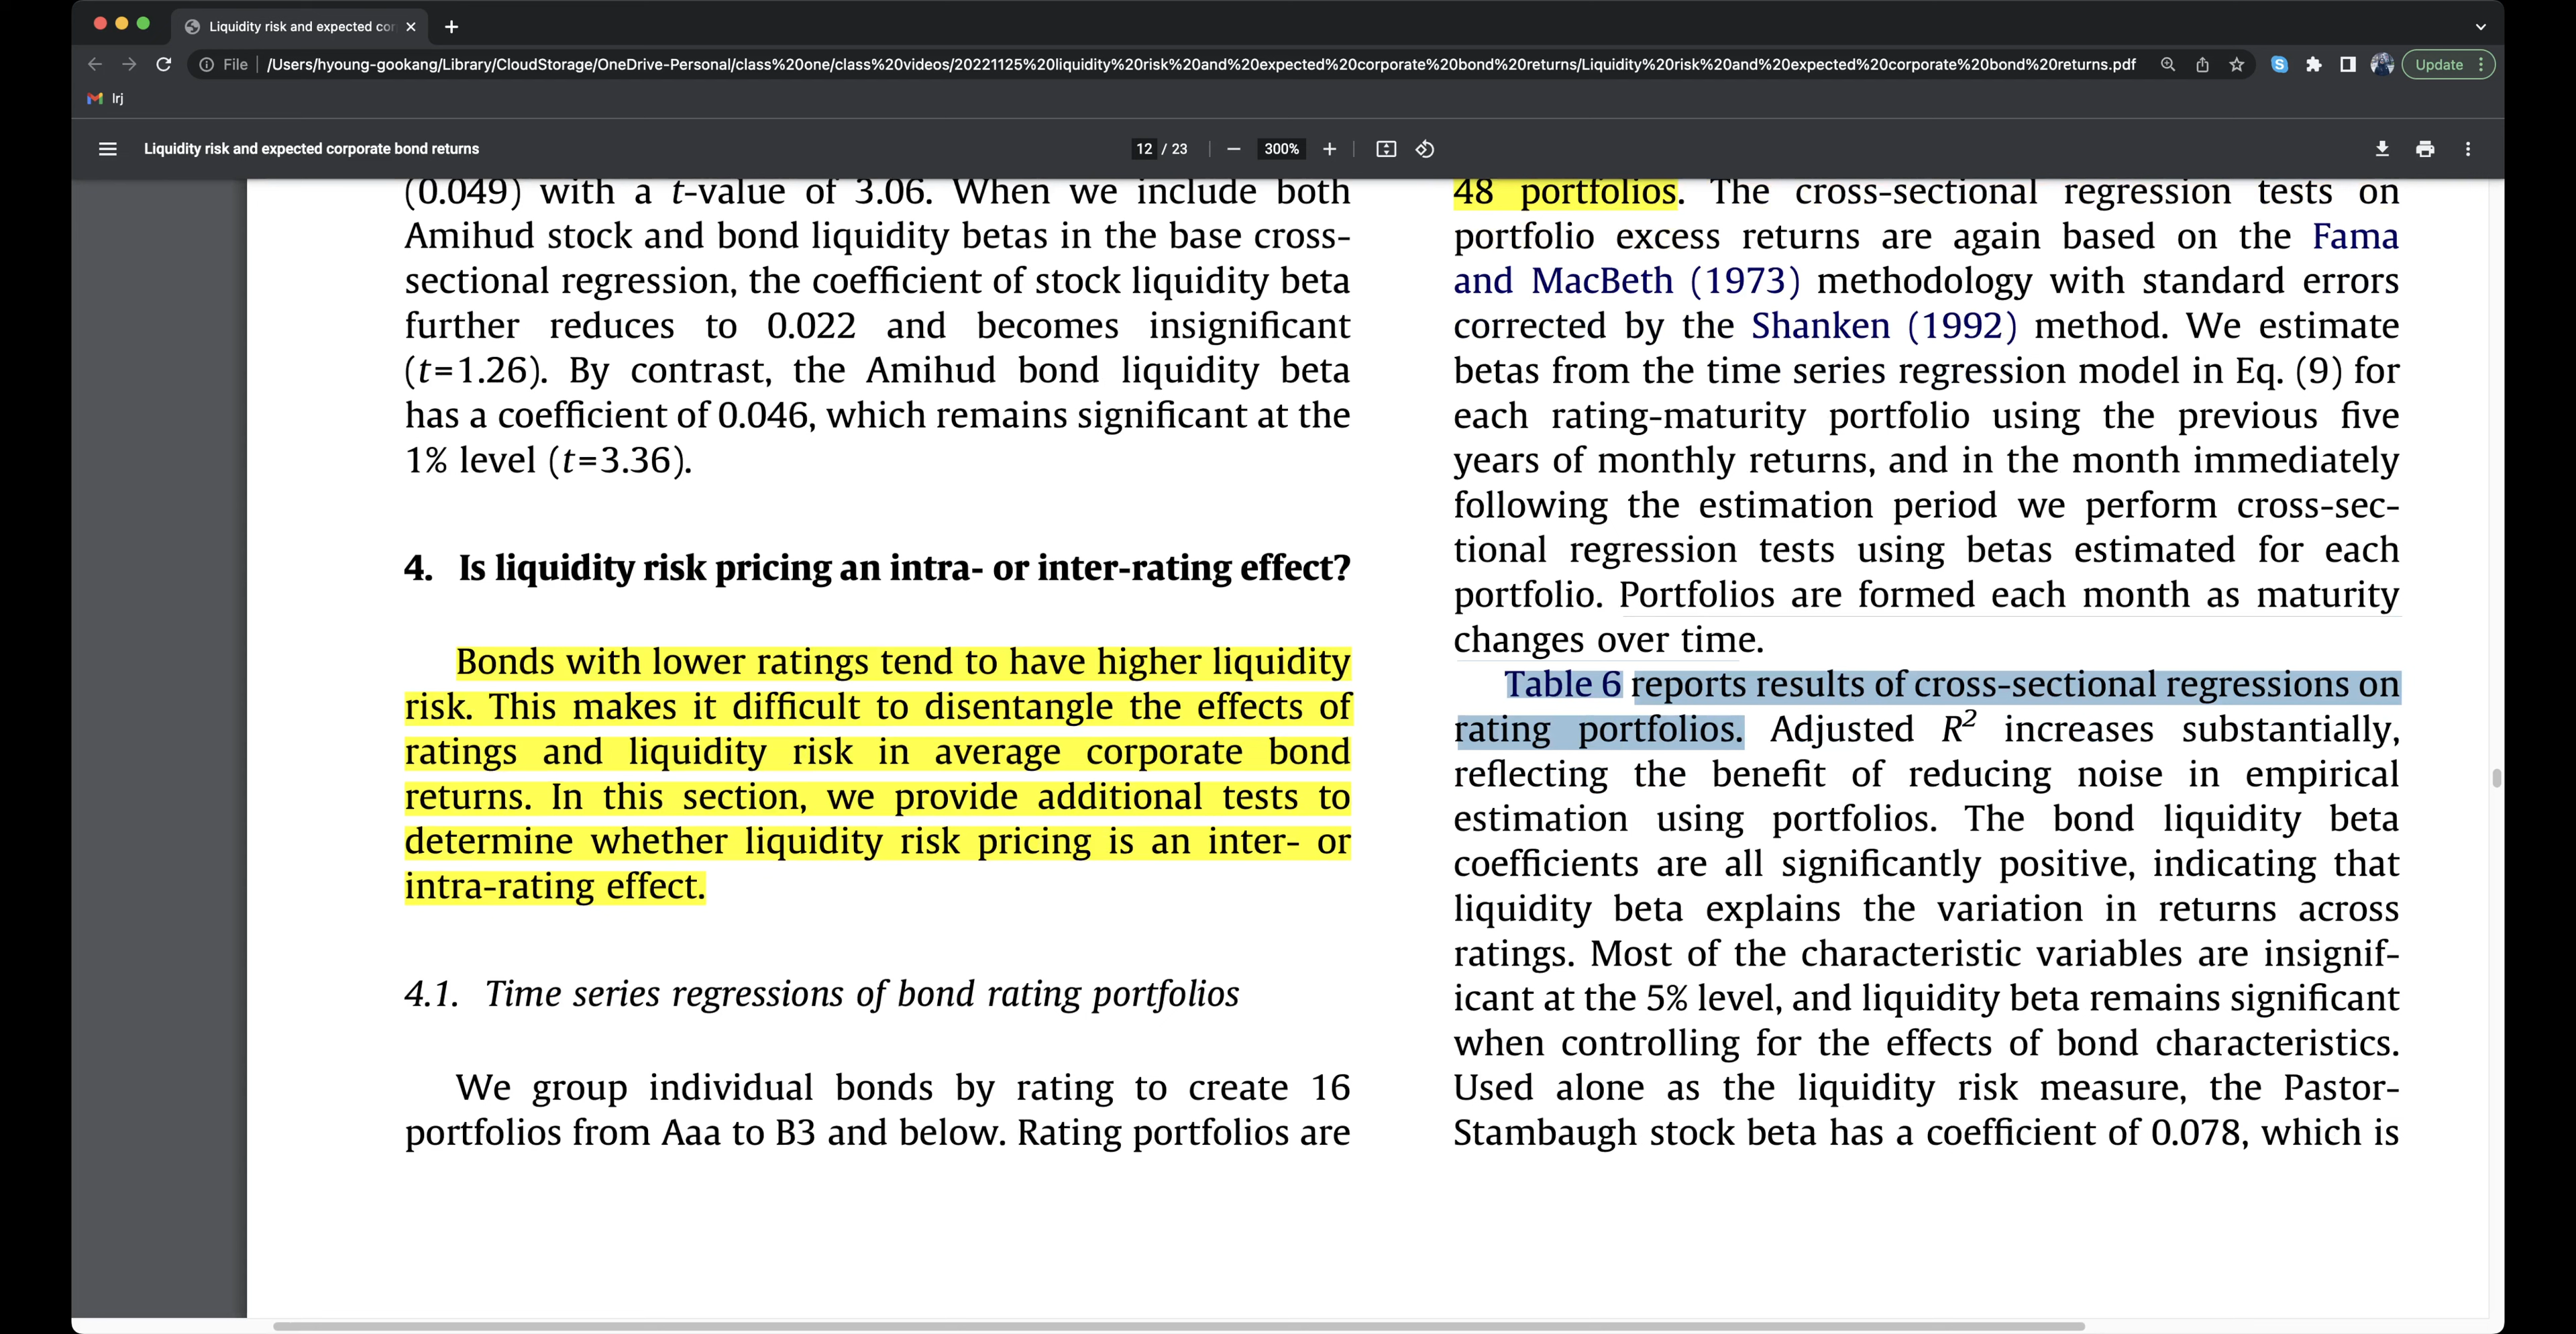 Liquidity risk and expected cor
File
/Users/hyoung-gookang/Library/CloudStorage/OneDrive-Personal/class%20one/class%20videos/20221125%20liquidity%20risk%20and%20expected%20corporate%20bond%20returns/Liquidity%20risk%20and%20expected%20corporate%20bond%20returns.pdf
Update
lrj
Liquidity risk and expected corporate bond returns
12 / 23
300%
(0.049) with a t-value of 3.06. When we include both
Amihud stock and bond liquidity betas in the base cross-
sectional regression, the coefficient of stock liquidity beta
further reduces to 0.022 and becomes insignificant
(t=1.26). By contrast, the Amihud bond liquidity beta
has a coefficient of 0.046, which remains significant at the
1% level (t=3.36).
4. Is liquidity risk pricing an intra- or inter-rating effect?
Bonds with lower ratings tend to have higher liquidity
risk. This makes it difficult to disentangle the effects of
ratings and liquidity risk in average corporate bond
returns. In this section, we provide additional tests to
determine whether liquidity risk pricing is an inter- or
intra-rating effect.
4.1. Time series regressions of bond rating portfolios
We group individual bonds by rating to create 16
portfolios from Aaa to B3 and below. Rating portfolios are
48 portfolios. The cross-sectional regression tests on
portfolio excess returns are again based on the Fama
and MacBeth (1973) methodology with standard errors
corrected by the Shanken (1992) method. We estimate
betas from the time series regression model in Eq. (9) for
each rating-maturity portfolio using the previous five
years of monthly returns, and in the month immediately
following the estimation period we perform cross-sec-
tional regression tests using betas estimated for each
portfolio. Portfolios are formed each month as maturity
changes over time.
Table 6 reports results of cross-sectional regressions on
rating portfolios. Adjusted R² increases substantially,
reflecting the benefit of reducing noise in empirical
estimation using portfolios. The bond liquidity beta
coefficients are all significantly positive, indicating that
liquidity beta explains the variation in returns across
ratings. Most of the characteristic variables are insignif-
icant at the 5% level, and liquidity beta remains significant
when controlling for the effects of bond characteristics.
Used alone as the liquidity risk measure, the Pastor-
Stambaugh stock beta has a coefficient of 0.078, which is